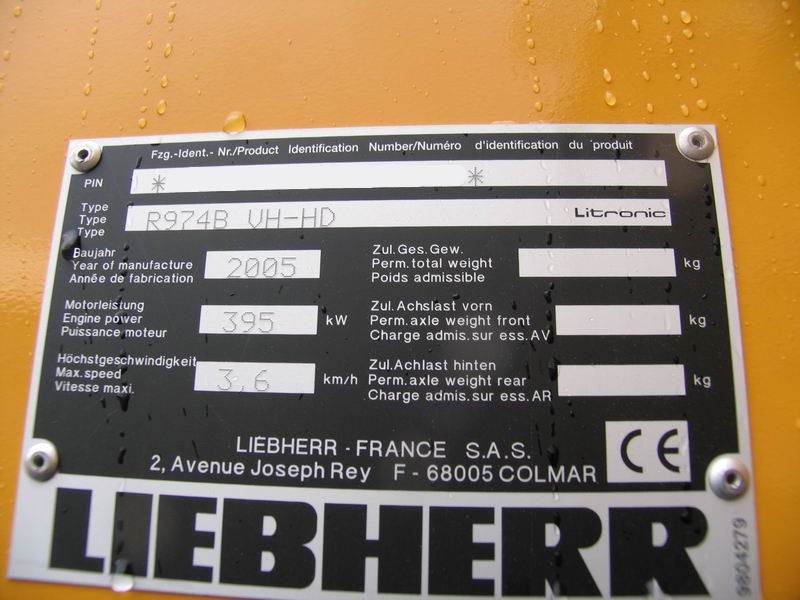 Fzg.-Ident.- Nr./Product Identification Number/Numéro d'identification du produit
PIN * *
Type
Type R974B VH-HD Litronic
Type
Baujahr
Year of manufacture 2005
Année de fabrication
Zul.Ges.Gew.
Perm.total weight kg
Poids admissible
Motorleistung
Engine power 395 kW
Puissance moteur
Zul.Achslast vorn
Perm.axle weight front kg
Charge admis.sur ess.AV
Höchstgeschwindigkeit
Max.speed 3,6 km/h
Vitesse maxi.
Zul.Achlast hinten
Perm.axle weight rear kg
Charge admis.sur ess.AR
LIEBHERR - FRANCE S.A.S.
2, Avenue Joseph Rey F - 68005 COLMAR
CE
LIEBHERR
9804279